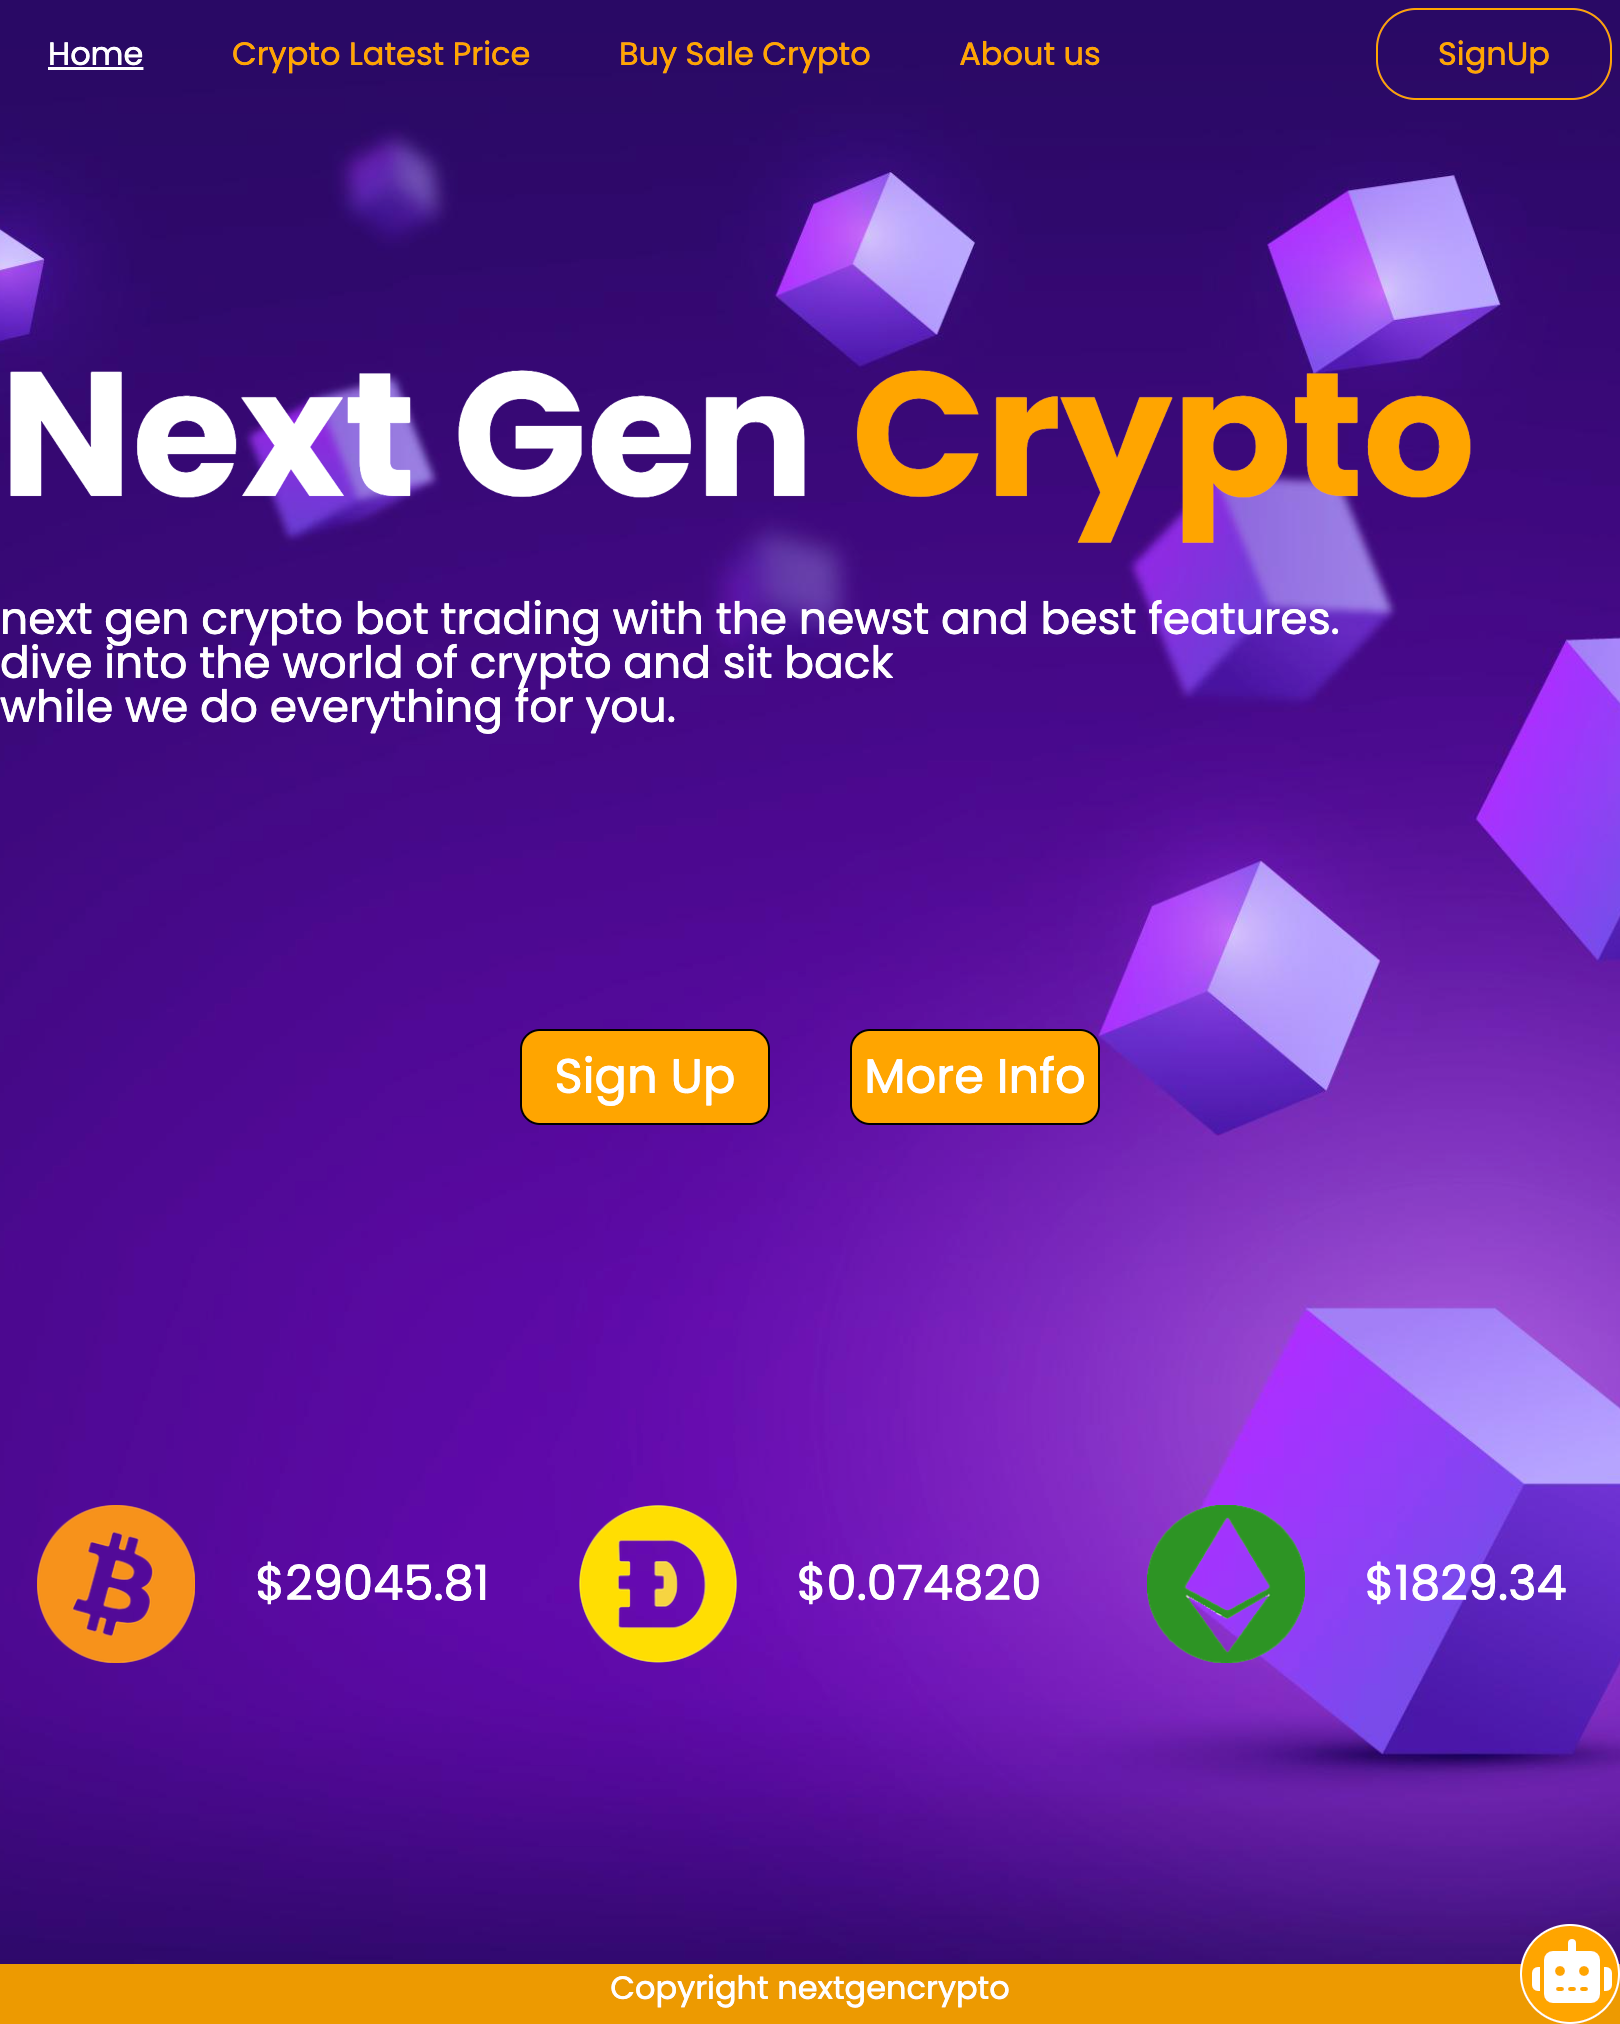 Home Crypto Latest Price Buy Sale Crypto About us SignUp
Next Gen Crypto
next gen crypto bot trading with the newst and best features.
dive into the world of crypto and sit back
while we do everything for you.
Sign Up More Info
$29045.81 $0.074820 $1829.34
Copyright nextgencrypto